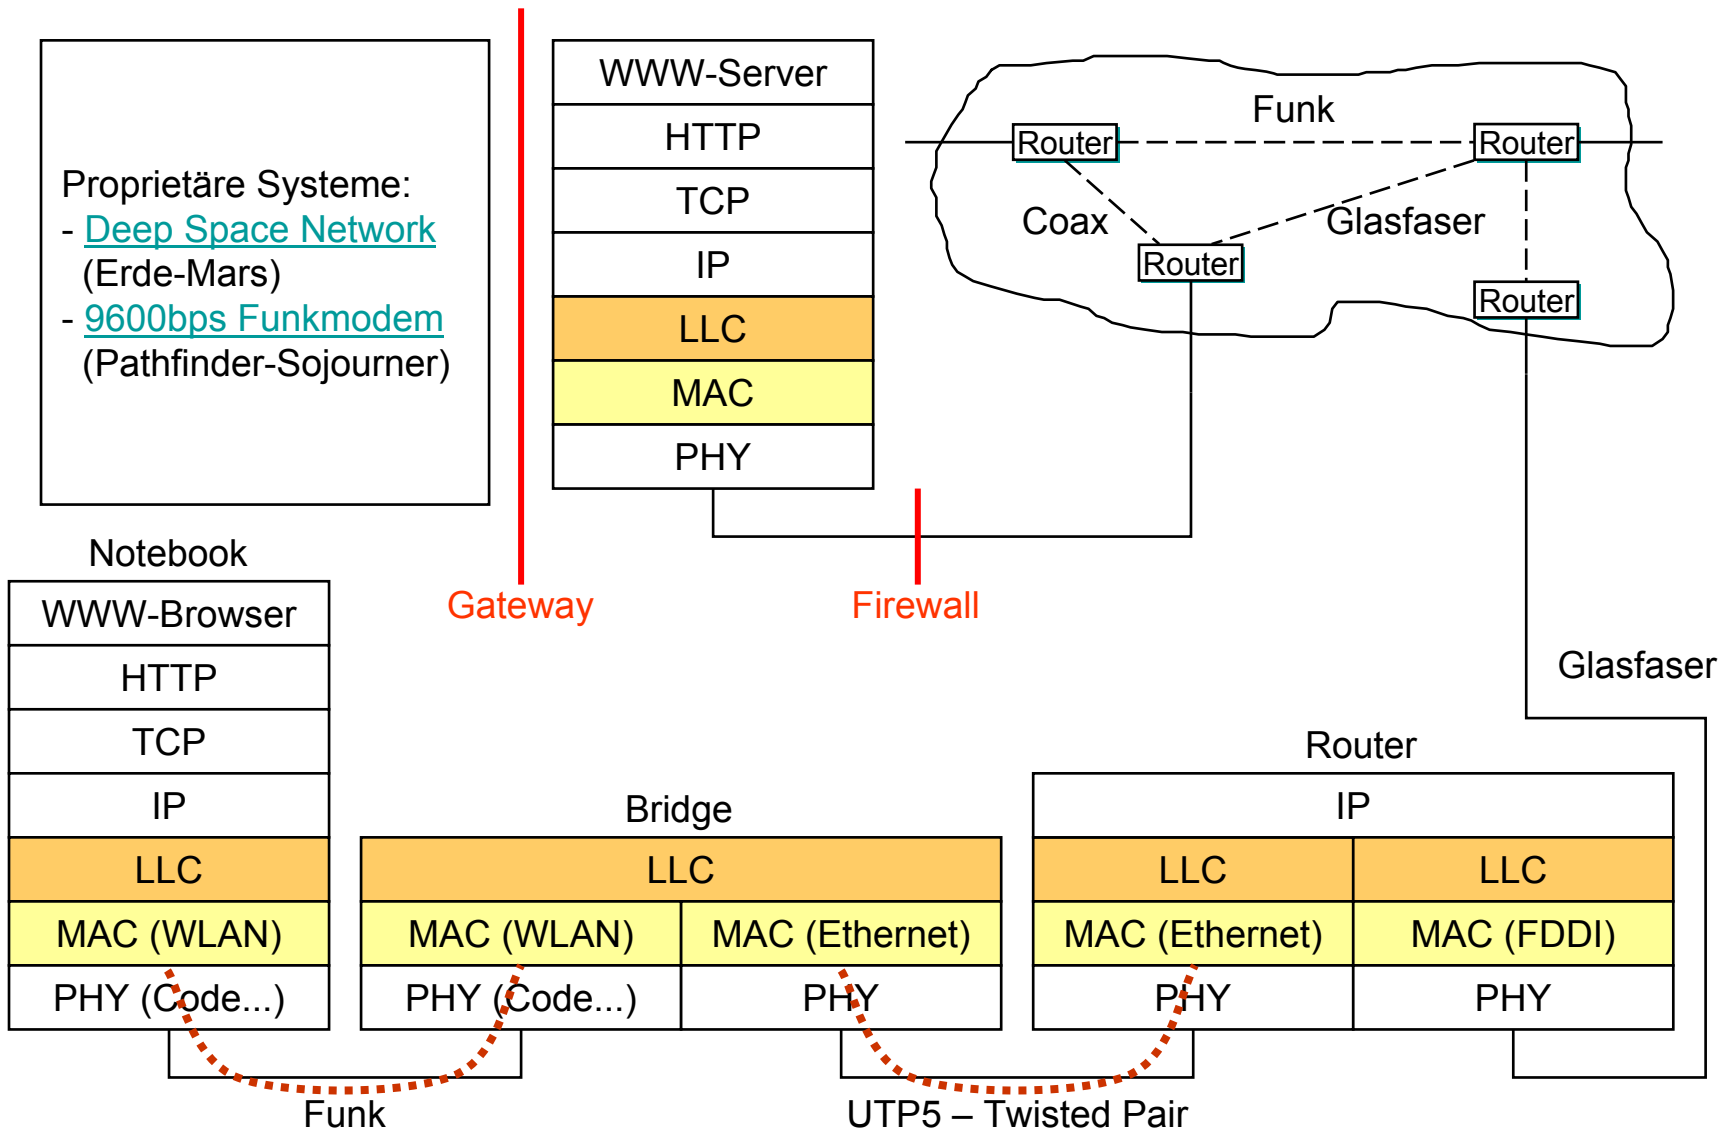 Proprietäre Systeme:
- Deep Space Network
(Erde-Mars)
- 9600bps Funkmodem
(Pathfinder-Sojourner)
WWW-Server
HTTP
TCP
IP
LLC
MAC
PHY
Funk
Router
Router
Coax
Glasfaser
Router
Router
Gateway
Firewall
Glasfaser
Notebook
WWW-Browser
HTTP
TCP
IP
LLC
MAC (WLAN)
PHY (Code...)
Funk
Bridge
LLC
MAC (WLAN)
MAC (Ethernet)
PHY (Code...)
PHY
UTP5 – Twisted Pair
Router
IP
LLC
LLC
MAC (Ethernet)
MAC (FDDI)
PHY
PHY